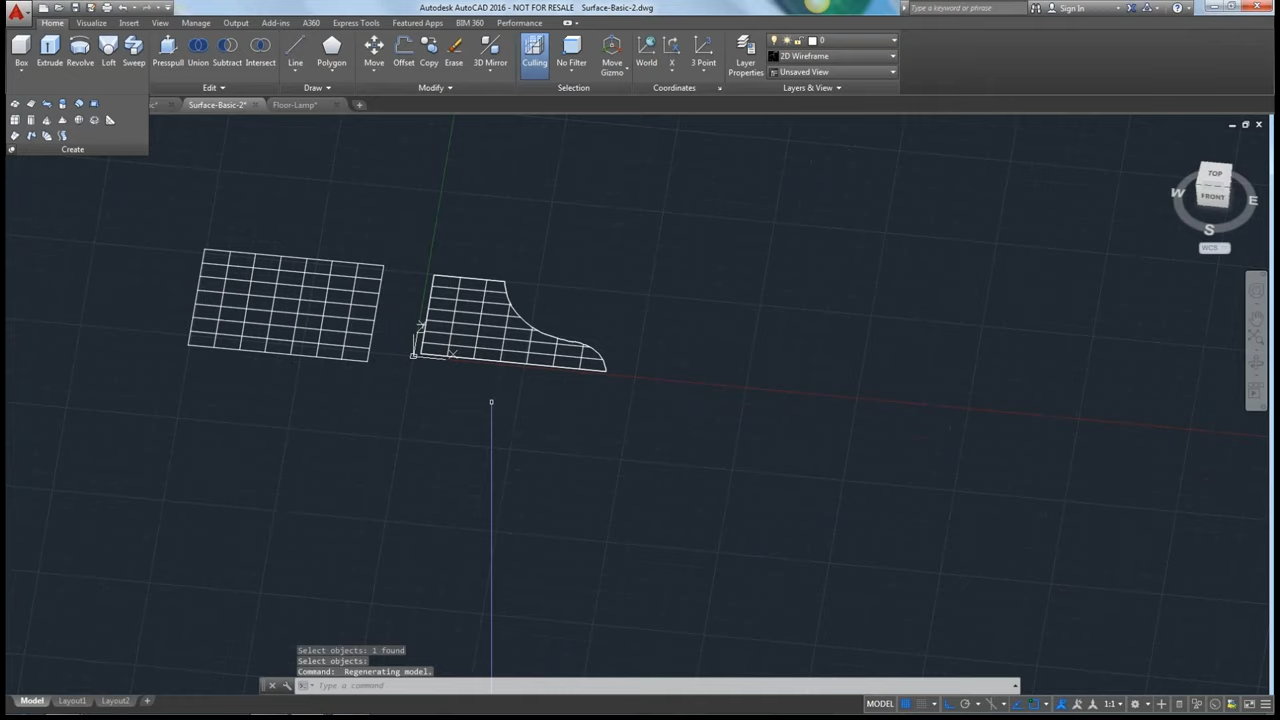 Autodesk AutoCAD 2016 - NOT FOR RESALE Surface-Basic-2.dwg
Type a keyword or phrase
Sign In
Home Visualize Insert View Manage Output Add-ins A360 Express Tools Featured Apps BIM 360 Performance
Box Extrude Revolve Loft Sweep
Presspull Union Subtract Intersect
Line Polygon
Move Offset Copy Erase 3D Mirror
Culling No Filter Move Gizmo
World X 3 Point
Layer Properties
0
2D Wireframe
Unsaved View
Edit Draw Modify Selection Coordinates Layers & View
Surface-Basic-2* Floor-Lamp*
Create
TOP
FRONT
W E
S
WCS
Select objects: 1 found
Select objects:
Command: Regenerating model.
Type a command
Model Layout1 Layout2
MODEL
1:1